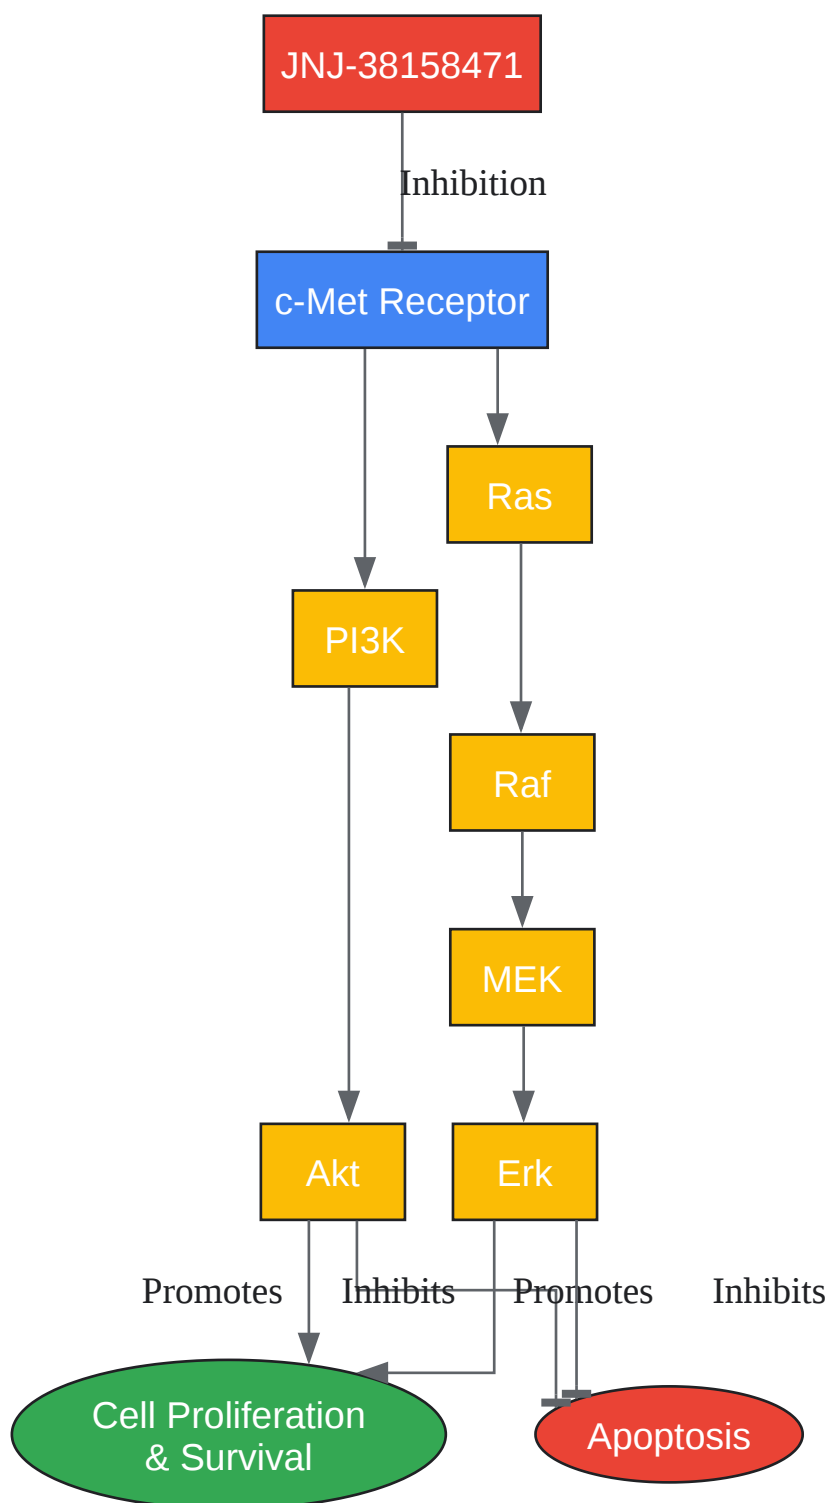 JNJ-38158471
Inhibition
c-Met Receptor
Ras
PI3K
Raf
MEK
Akt
Erk
Promotes
Inhibits
Promotes
Inhibits
Cell Proliferation
& Survival
Apoptosis